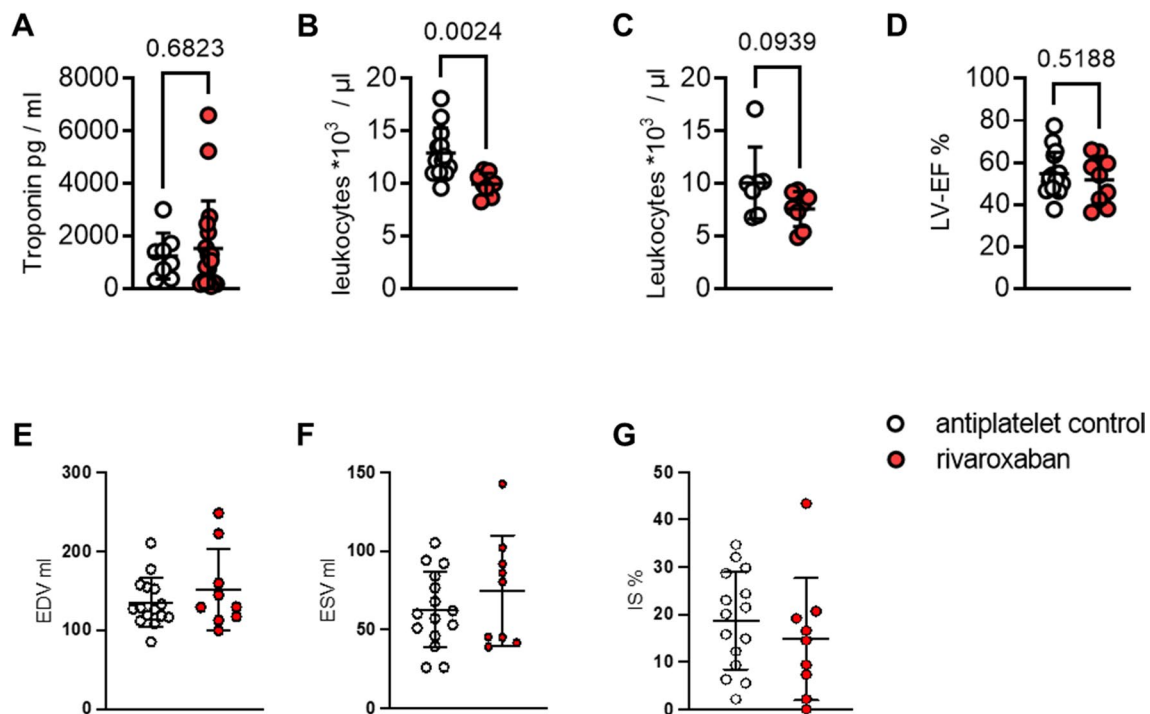 A
B
C
D
0.6823
0.0024
0.0939
0.5188
Troponin pg / ml
8000
6000
4000
2000
0
leukocytes *10³ / µl
20
15
10
5
0
Leukocytes *10³ / µl
20
15
10
5
0
LV-EF %
100
80
60
40
20
0
E
F
G
EDV ml
300
200
100
0
ESV ml
150
100
50
0
IS %
50
40
30
20
10
0
antiplatelet control
rivaroxaban